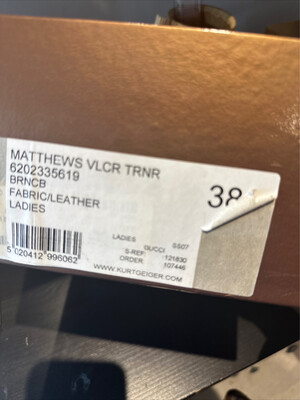 MATTHEWS VLCR TRNR
6202335619
BRNCB
FABRIC/LEATHER
LADIES
38
LADIES GUCCI SS07
S-REF: 121830
ORDER: 107446
5 020412 996062
WWW.KURTGEIGER.COM